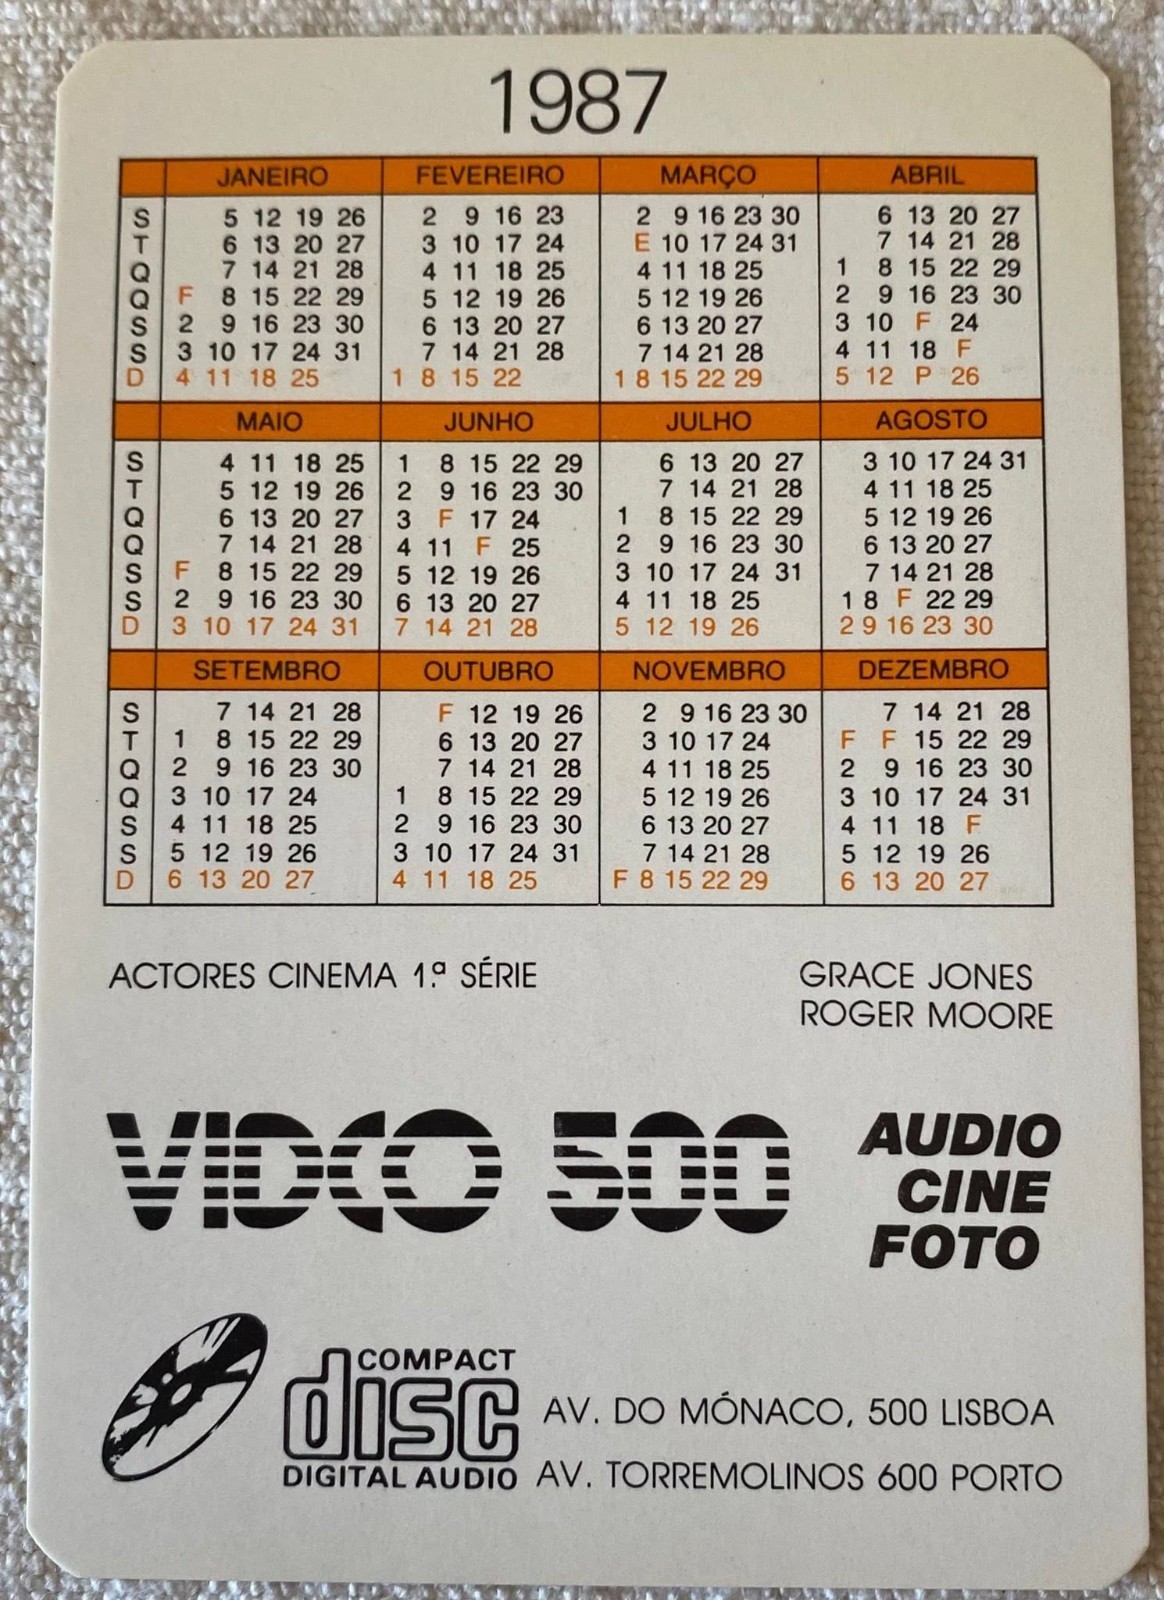 1987
JANEIRO FEVEREIRO MARÇO ABRIL
S 5 12 19 26 2 9 16 23 2 9 16 23 30 6 13 20 27
T 6 13 20 27 3 10 17 24 E 10 17 24 31 7 14 21 28
Q 7 14 21 28 4 11 18 25 4 11 18 25 1 8 15 22 29
Q F 8 15 22 29 5 12 19 26 5 12 19 26 2 9 16 23 30
S 2 9 16 23 30 6 13 20 27 6 13 20 27 3 10 F 24
S 3 10 17 24 31 7 14 21 28 7 14 21 28 4 11 18 F
D 4 11 18 25 1 8 15 22 1 8 15 22 29 5 12 P 26
MAIO JUNHO JULHO AGOSTO
S 4 11 18 25 1 8 15 22 29 6 13 20 27 3 10 17 24 31
T 5 12 19 26 2 9 16 23 30 7 14 21 28 4 11 18 25
Q 6 13 20 27 3 F 17 24 1 8 15 22 29 5 12 19 26
Q 7 14 21 28 4 11 F 25 2 9 16 23 30 6 13 20 27
S F 8 15 22 29 5 12 19 26 3 10 17 24 31 7 14 21 28
S 2 9 16 23 30 6 13 20 27 4 11 18 25 1 8 F 22 29
D 3 10 17 24 31 7 14 21 28 5 12 19 26 2 9 16 23 30
SETEMBRO OUTUBRO NOVEMBRO DEZEMBRO
S 7 14 21 28 F 12 19 26 2 9 16 23 30 7 14 21 28
T 1 8 15 22 29 6 13 20 27 3 10 17 24 F F 15 22 29
Q 2 9 16 23 30 7 14 21 28 4 11 18 25 2 9 16 23 30
Q 3 10 17 24 1 8 15 22 29 5 12 19 26 3 10 17 24 31
S 4 11 18 25 2 9 16 23 30 6 13 20 27 4 11 18 F
S 5 12 19 26 3 10 17 24 31 7 14 21 28 5 12 19 26
D 6 13 20 27 4 11 18 25 F 8 15 22 29 6 13 20 27
ACTORES CINEMA 1.ª SÉRIE
GRACE JONES
ROGER MOORE
VIDEO 500
AUDIO
CINE
FOTO
COMPACT
disc
DIGITAL AUDIO
AV. DO MÓNACO, 500 LISBOA
AV. TORREMOLINOS 600 PORTO